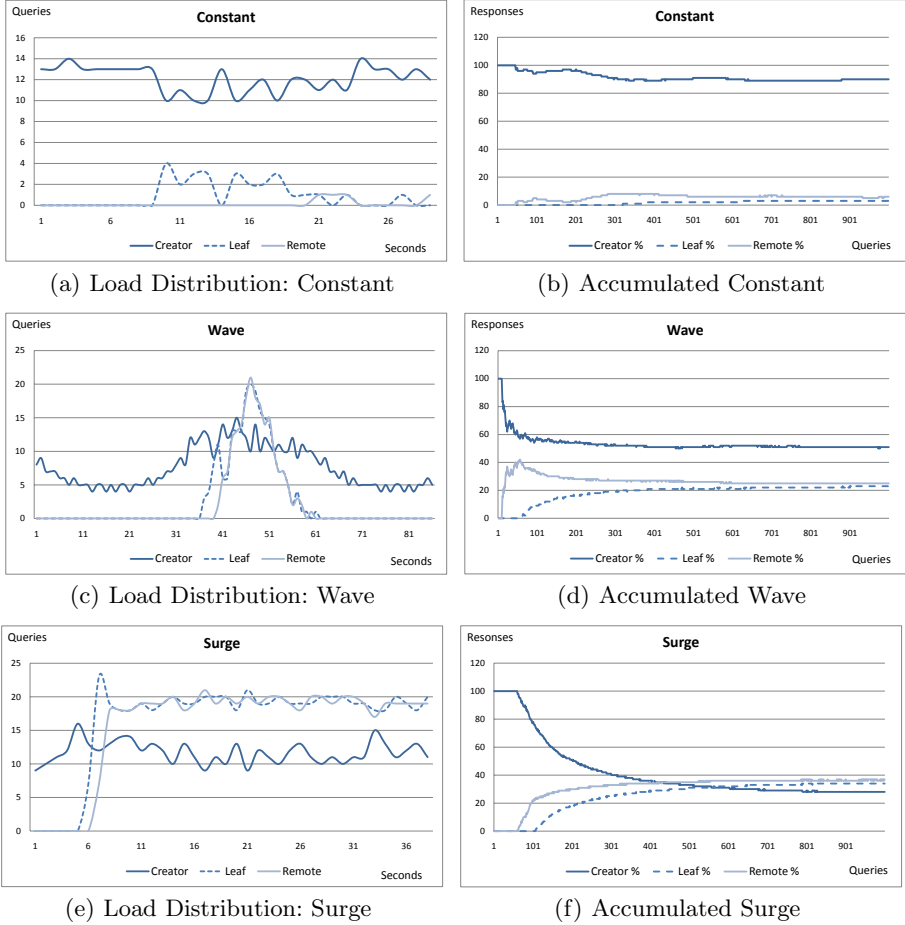 Queries
Constant
16
14
12
10
8
6
4
2
0
1 6 11 16 21 26
Creator Leaf Remote Seconds
(a) Load Distribution: Constant
Responses
Constant
120
100
80
60
40
20
0
1 101 201 301 401 501 601 701 801 901
Creator % Leaf % Remote % Queries
(b) Accumulated Constant
Queries
Wave
25
20
15
10
5
0
1 11 21 31 41 51 61 71 81
Creator Leaf Remote Seconds
(c) Load Distribution: Wave
Responses
Wave
120
100
80
60
40
20
0
1 101 201 301 401 501 601 701 801 901
Creator % Leaf % Remote % Queries
(d) Accumulated Wave
Queries
Surge
25
20
15
10
5
0
1 6 11 16 21 26 31 36
Creator Leaf Remote Seconds
(e) Load Distribution: Surge
Resonses
Surge
120
100
80
60
40
20
0
1 101 201 301 401 501 601 701 801 901
Creator % Leaf % Remote % Queries
(f) Accumulated Surge